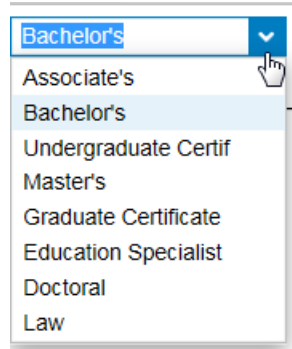 Bachelor's
Associate's
Bachelor's
Undergraduate Certif
Master's
Graduate Certificate
Education Specialist
Doctoral
Law